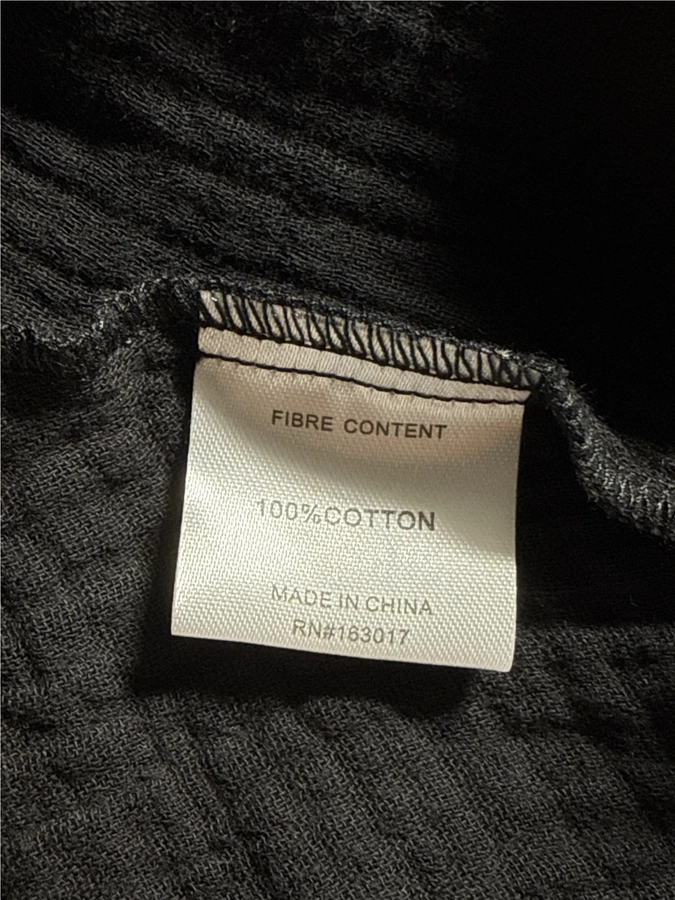 FIBRE CONTENT
100%COTTON
MADE IN CHINA
RN#163017